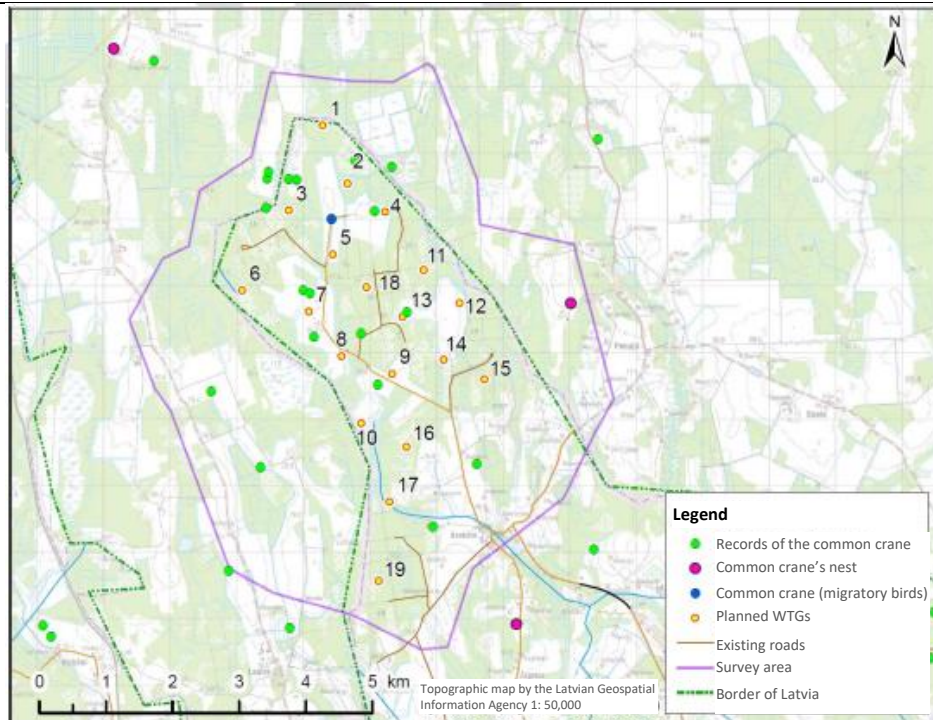 N
1
2
3
4
5
11
6
18
7
13
12
8
9
14
15
10
16
17
19
Legend
Records of the common crane
Common crane's nest
Common crane (migratory birds)
Planned WTGs
Existing roads
Survey area
Border of Latvia
0 1 2 3 4 5 km
Topographic map by the Latvian Geospatial
Information Agency 1: 50,000